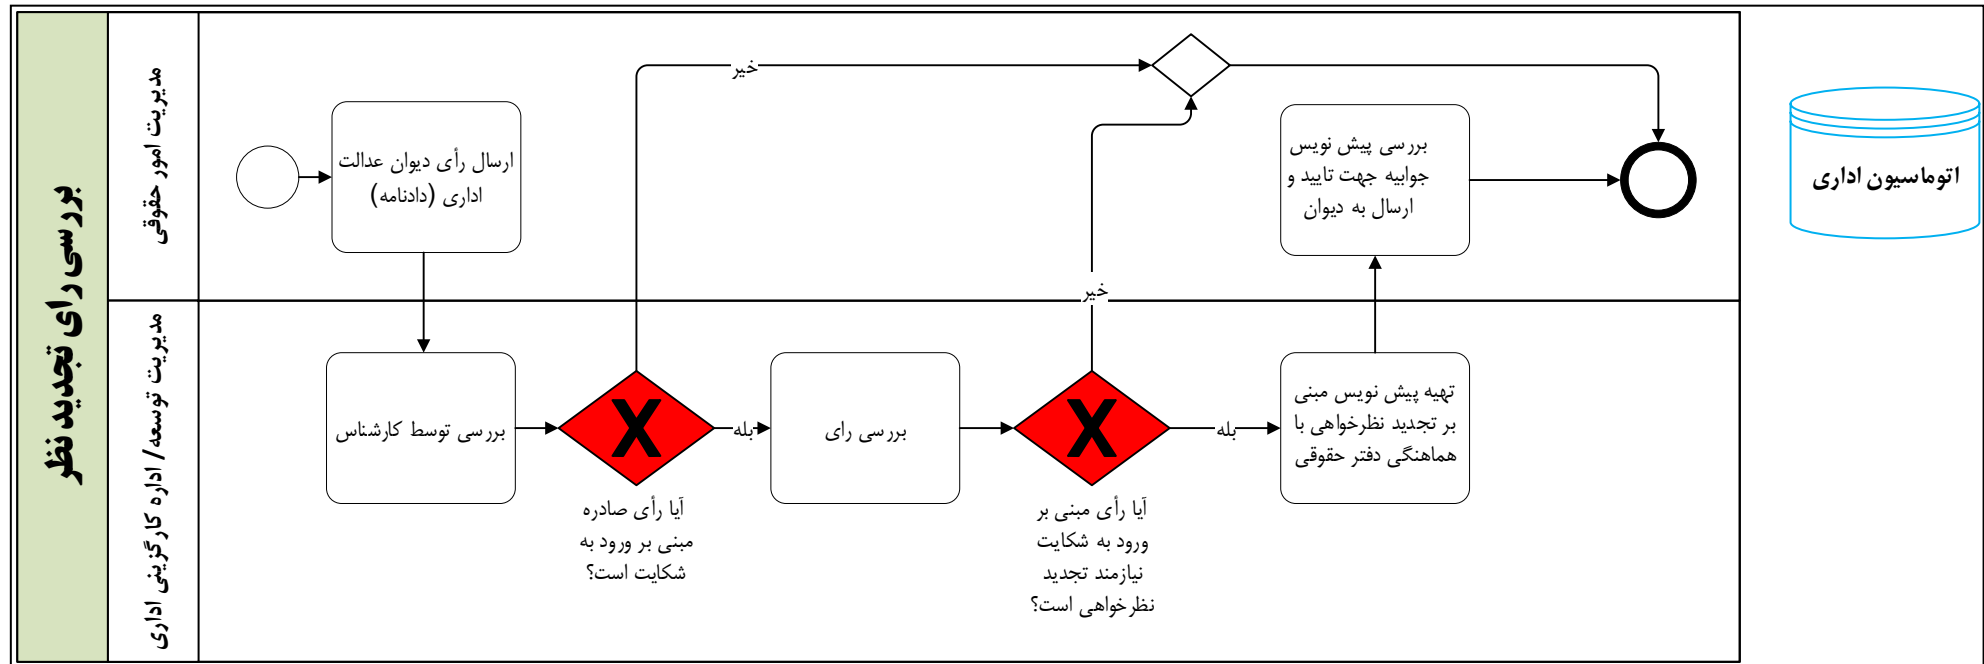 بررسی رای تجدید نظر
مدیریت امور حقوقی
ارسال رأی دیوان عدالت
اداری (دادنامه)
خیر
بررسی پیش نویس
جوابیه جهت تایید و
ارسال به دیوان
اتوماسیون اداری
مدیریت توسعه/ اداره کارگزینی اداری
بررسی توسط کارشناس
X
آیا رأی صادره
مبنی بر ورود به
شکایت است؟
بله
بررسی رای
X
آیا رأی مبنی بر
ورود به شکایت
نیازمند تجدید
نظرخواهی است؟
خیر
بله
تهیه پیش نویس مبنی
بر تجدید نظرخواهی با
هماهنگی دفتر حقوقی